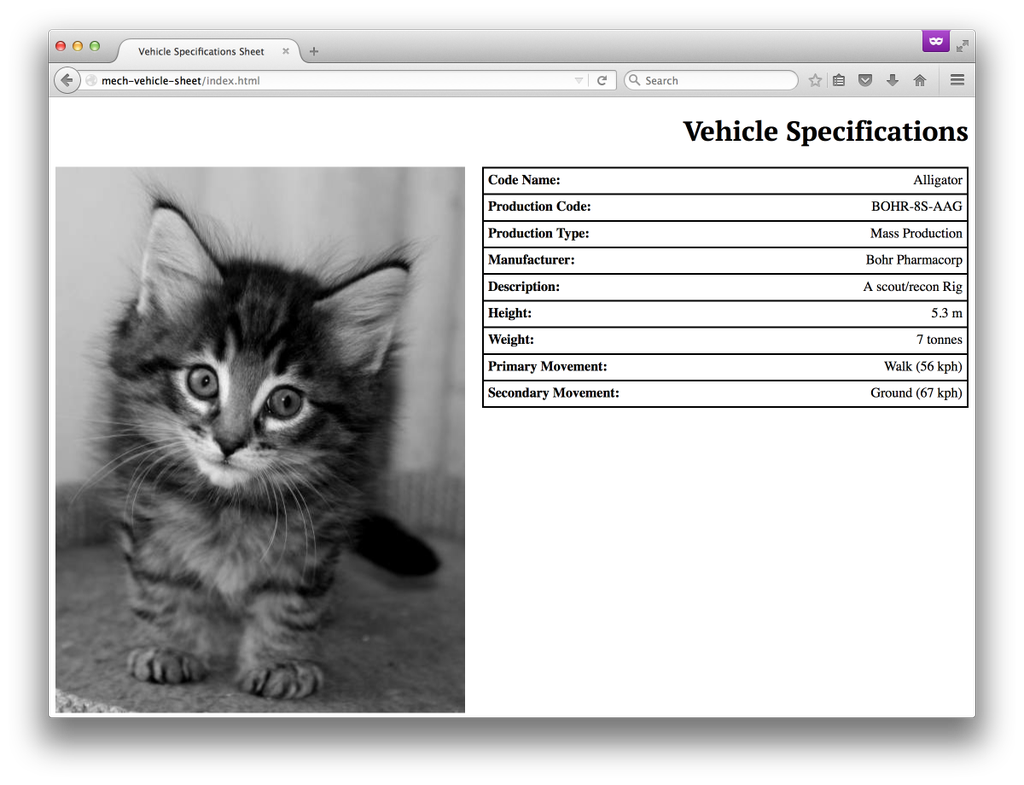 Vehicle Specifications Sheet
mech-vehicle-sheet/index.html
Search
Vehicle Specifications
Code Name: Alligator
Production Code: BOHR-8S-AAG
Production Type: Mass Production
Manufacturer: Bohr Pharmacorp
Description: A scout/recon Rig
Height: 5.3 m
Weight: 7 tonnes
Primary Movement: Walk (56 kph)
Secondary Movement: Ground (67 kph)